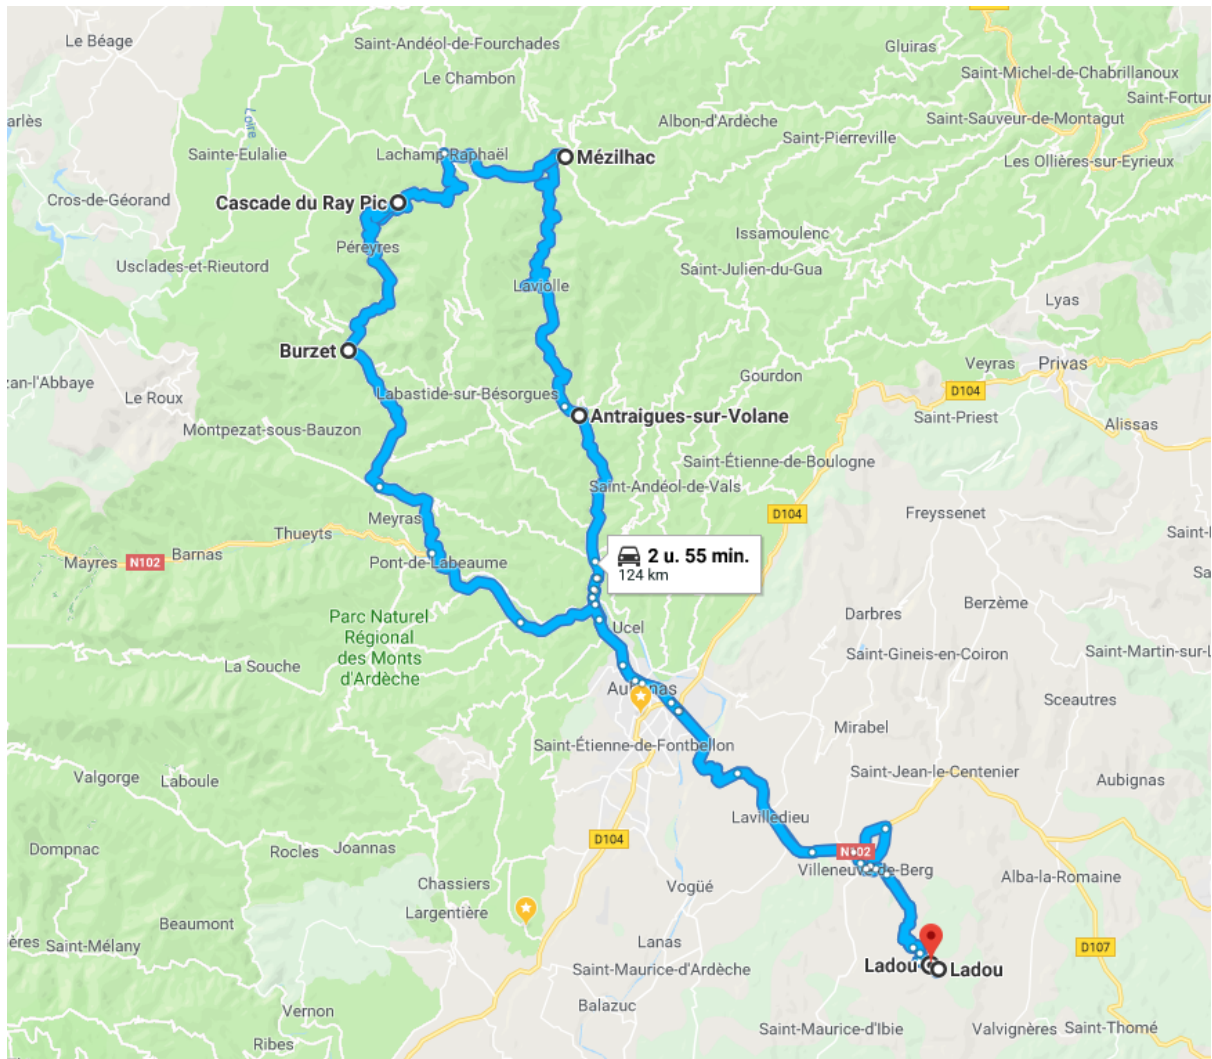 Le Béage
Saint-Andéol-de-Fourchades
Gluiras
Le Chambon
Saint-Michel-de-Chabrillanoux
Saint-Fortu
arlès
Loire
Albon-d'Ardèche
Saint-Pierreville
Saint-Sauveur-de-Montagut
Sainte-Eulalie
Lachamp-Raphaël
Mézilhac
Les Ollières-sur-Eyrieux
Cros-de-Géorand
Cascade du Ray Pic
Péreyres
Issamoulenc
Usclades-et-Rieutord
Saint-Julien-du-Gua
Laviolle
Lyas
Burzet
Veyras
Privas
zan-l'Abbaye
Le Roux
Labastide-sur-Bésorgues
Gourdon
D104
Antraigues-sur-Volane
Saint-Priest
Alissas
Montpezat-sous-Bauzon
Saint-Étienne-de-Boulogne
Saint-Andéol-de-Vals
Meyras
D104
Freyssenet
Thueyts
Saint-l
Mayres
N102
Barnas
Pont-de-Labeaume
2 u. 55 min.
124 km
Sa
Berzème
Darbres
Parc Naturel
Régional
des Monts
d'Ardèche
Ucel
La Souche
Saint-Gineis-en-Coiron
Saint-Martin-sur-L
Aubenas
Sceautres
Mirabel
Saint-Étienne-de-Fontbellon
Valgorge
Laboule
Saint-Jean-le-Centenier
Aubignas
Lavilledieu
D104
Dompnac
Rocles
Joannas
N102
Villeneuve-de-Berg
Alba-la-Romaine
Chassiers
Vogüé
Largentière
Beaumont
ères
Saint-Mélany
Lanas
D107
Saint-Maurice-d'Ardèche
Ladou
Ladou
Balazuc
Vernon
Saint-Maurice-d'Ibie
Valvignères
Saint-Thomé
Ribes